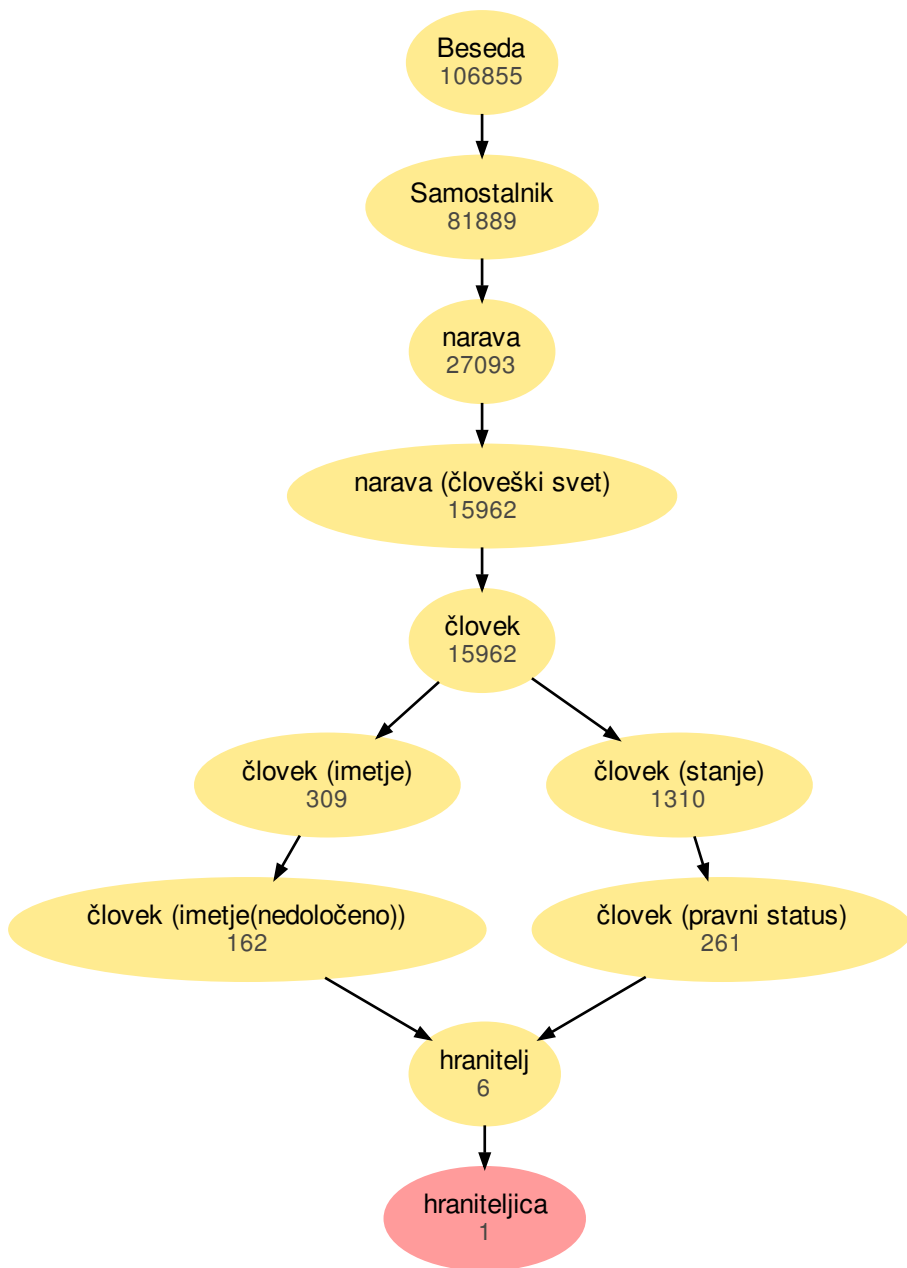 Beseda
106855
Samostalnik
81889
narava
27093
narava (človeški svet)
15962
človek
15962
človek (imetje)
309
človek (stanje)
1310
človek (imetje(nedoločeno))
162
človek (pravni status)
261
hranitelj
6
hraniteljica
1